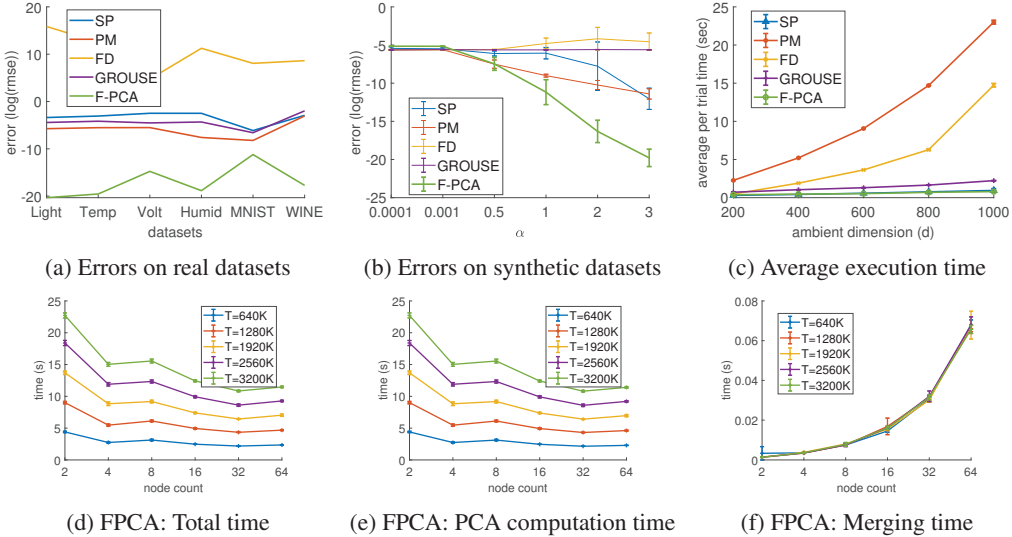 20
10
0
-10
-20
error (log(rmse))
SP
PM
FD
GROUSE
F-PCA
Light Temp Volt Humid MNIST WINE
datasets
(a) Errors on real datasets
5
0
-5
-10
-15
-20
-25
error (log(rmse))
SP
PM
FD
GROUSE
F-PCA
0.0001 0.001 0.5 1 2 3
α
(b) Errors on synthetic datasets
25
20
15
10
5
0
average per trial time (sec)
SP
PM
FD
GROUSE
F-PCA
200 400 600 800 1000
ambient dimension (d)
(c) Average execution time
25
20
15
10
5
0
time (s)
T=640K
T=1280K
T=1920K
T=2560K
T=3200K
2 4 8 16 32 64
node count
(d) FPCA: Total time
25
20
15
10
5
0
time (s)
T=640K
T=1280K
T=1920K
T=2560K
T=3200K
2 4 8 16 32 64
node count
(e) FPCA: PCA computation time
0.08
0.06
0.04
0.02
0
time (s)
T=640K
T=1280K
T=1920K
T=2560K
T=3200K
2 4 8 16 32 64
node count
(f) FPCA: Merging time